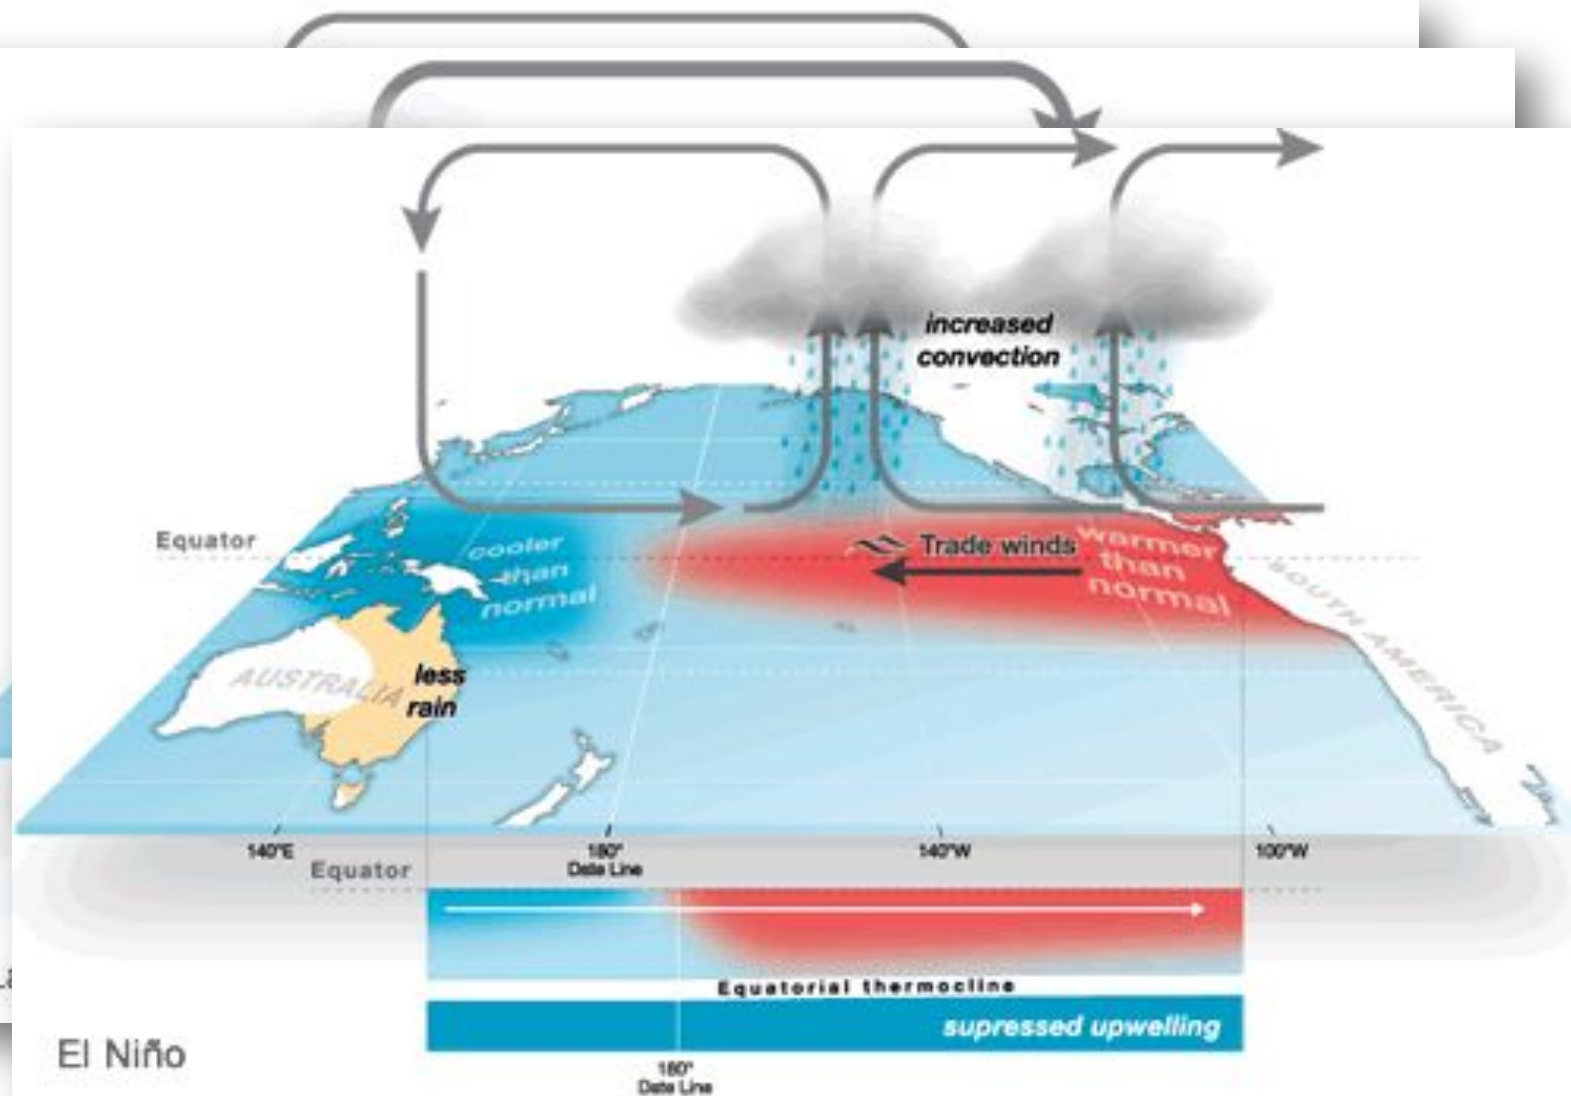 increased
convection
Equator
cooler
than
normal
Trade winds
warmer
than
normal
SOUTH AMERICA
AUSTRALIA
less
rain
140°E
180°
Date Line
140°W
100°W
Equator
Equatorial thermocline
supressed upwelling
El Niño
180°
Date Line